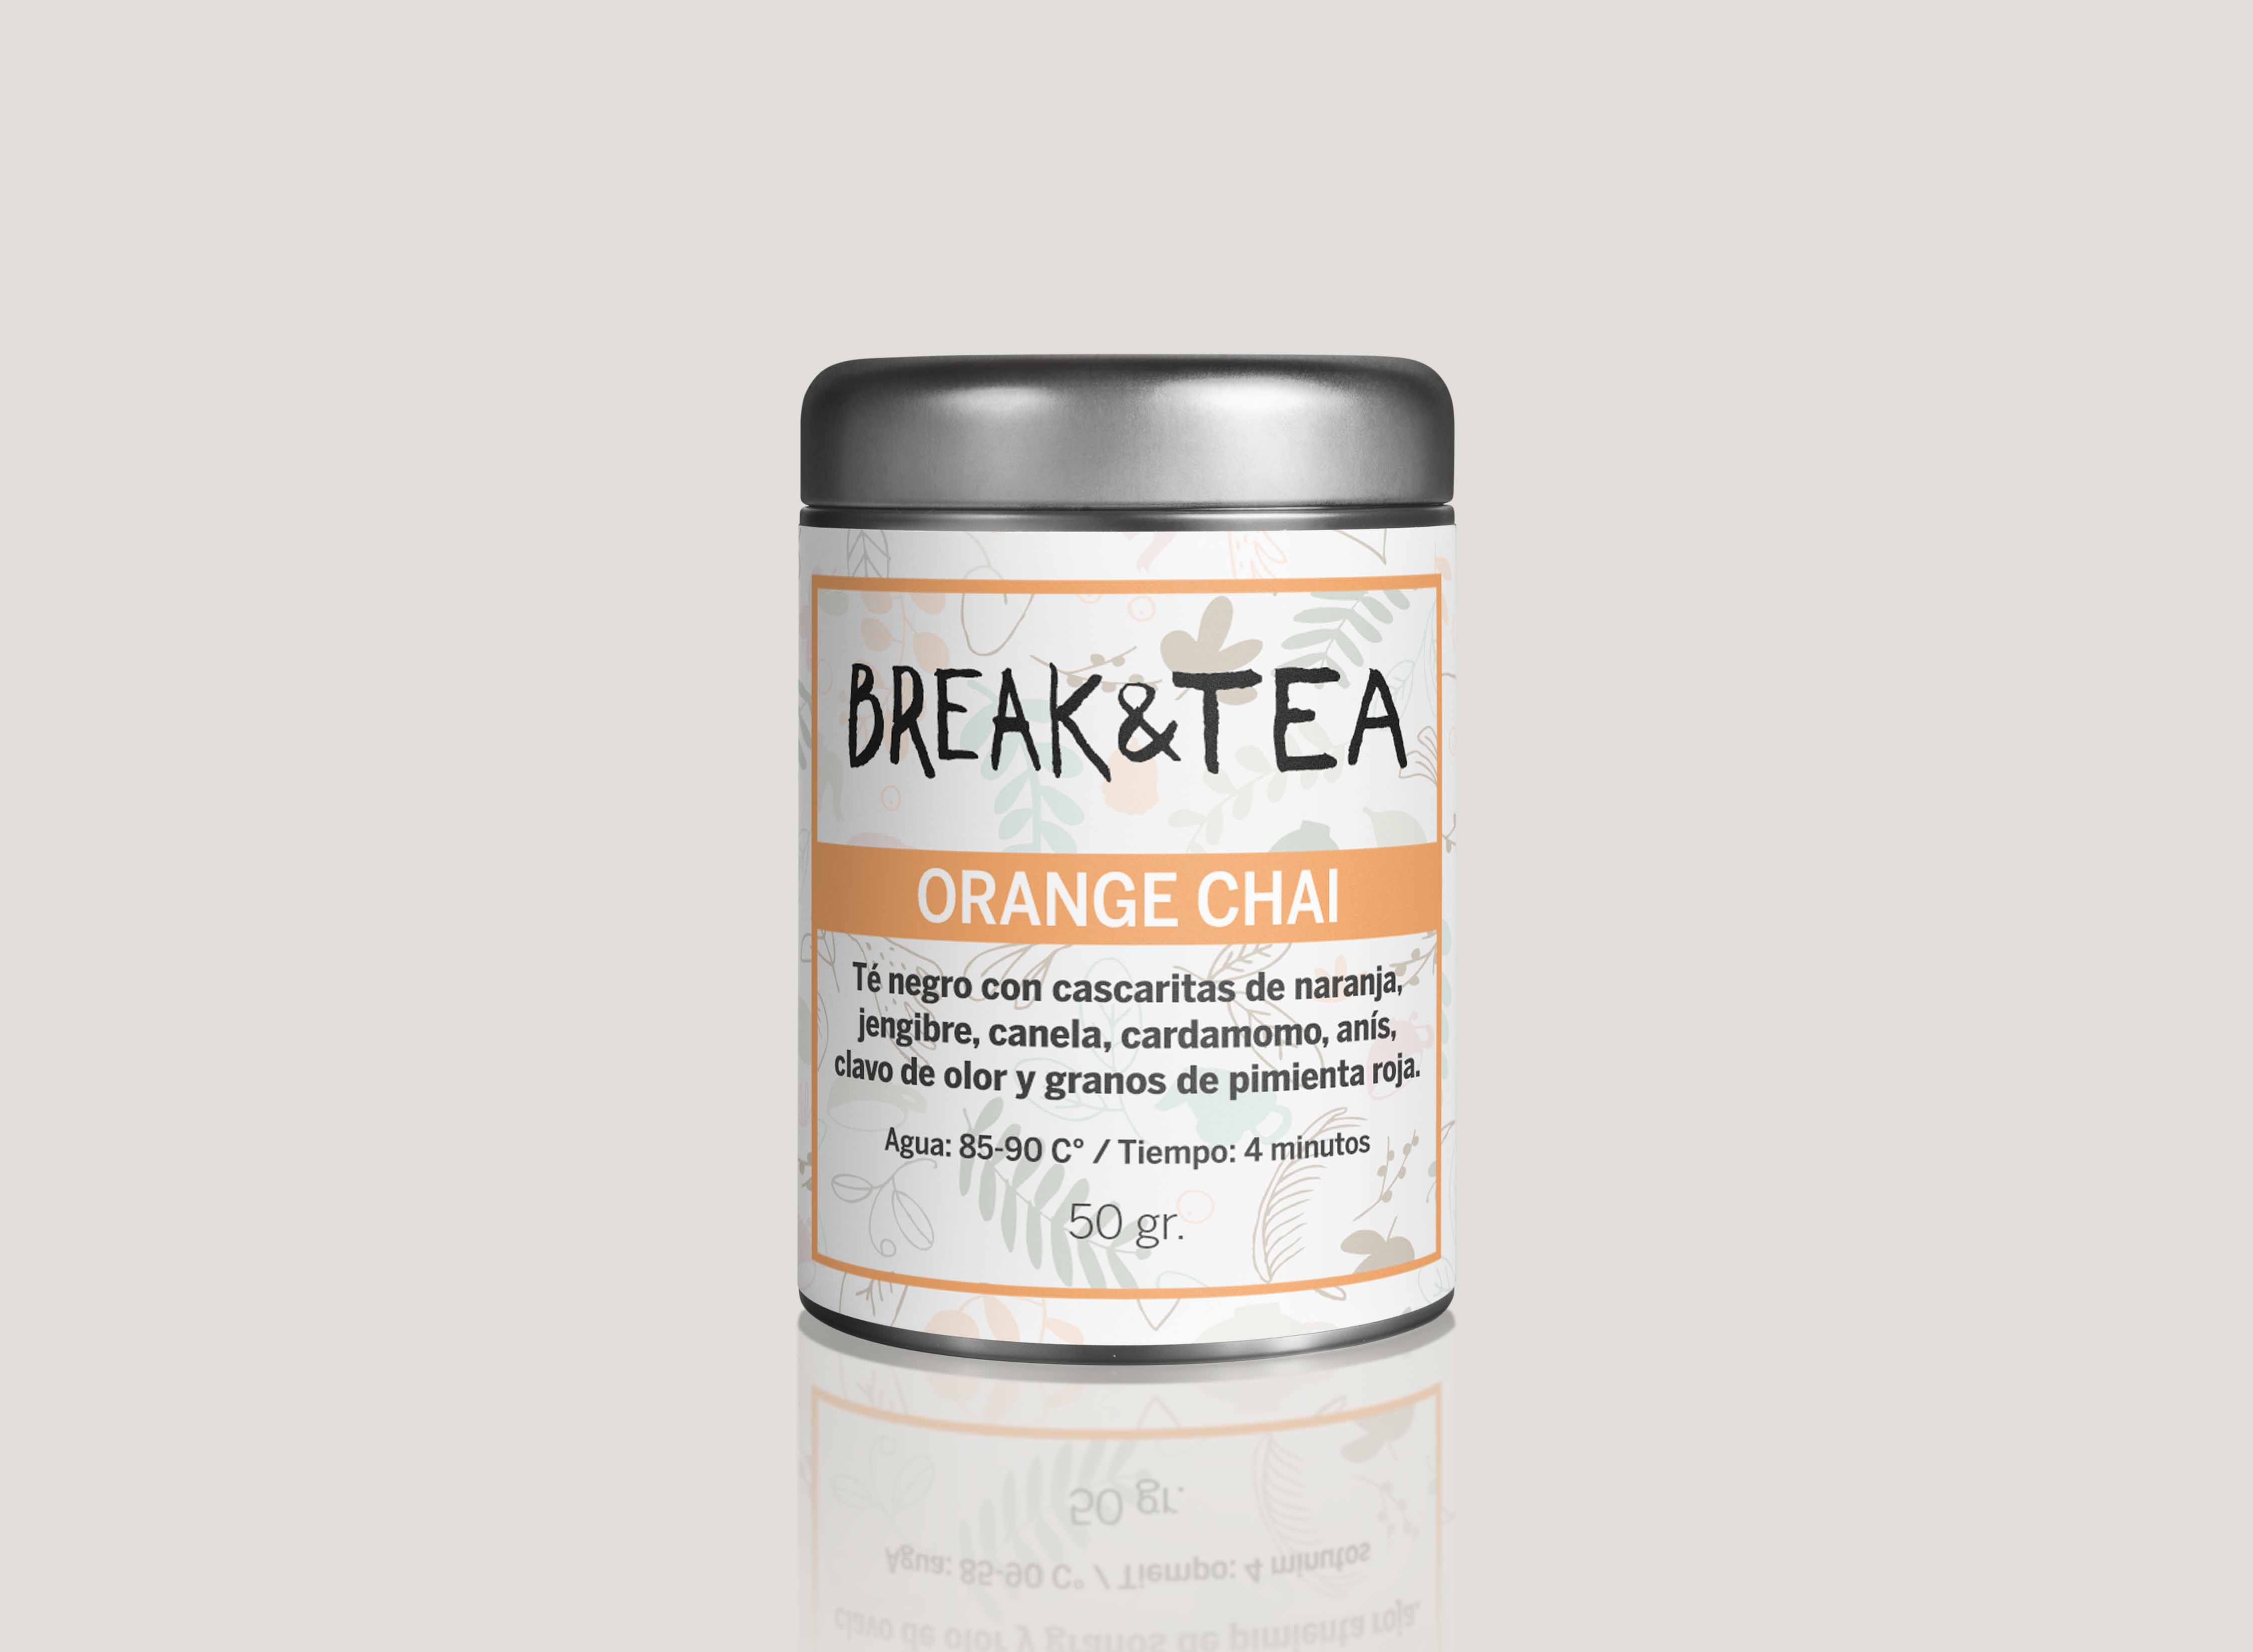 BREAK&TEA
ORANGE CHAI
Té negro con cascaritas de naranja,
jengibre, canela, cardamomo, anís,
clavo de olor y granos de pimienta roja.
Agua: 85-90 C° / Tiempo: 4 minutos
50 gr.